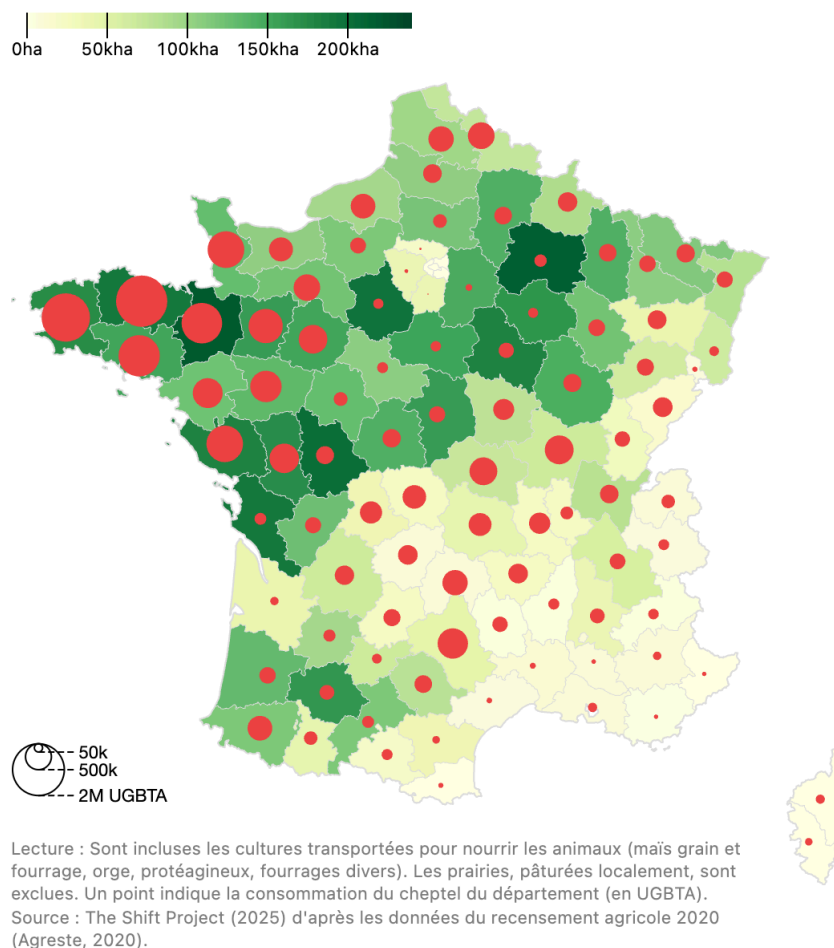 0ha 50kha 100kha 150kha 200kha
50k
500k
2M UGBTA
Lecture : Sont incluses les cultures transportées pour nourrir les animaux (maïs grain et
fourrage, orge, protéagineux, fourrages divers). Les prairies, pâturées localement, sont
exclues. Un point indique la consommation du cheptel du département (en UGBTA).
Source : The Shift Project (2025) d'après les données du recensement agricole 2020
(Agreste, 2020).